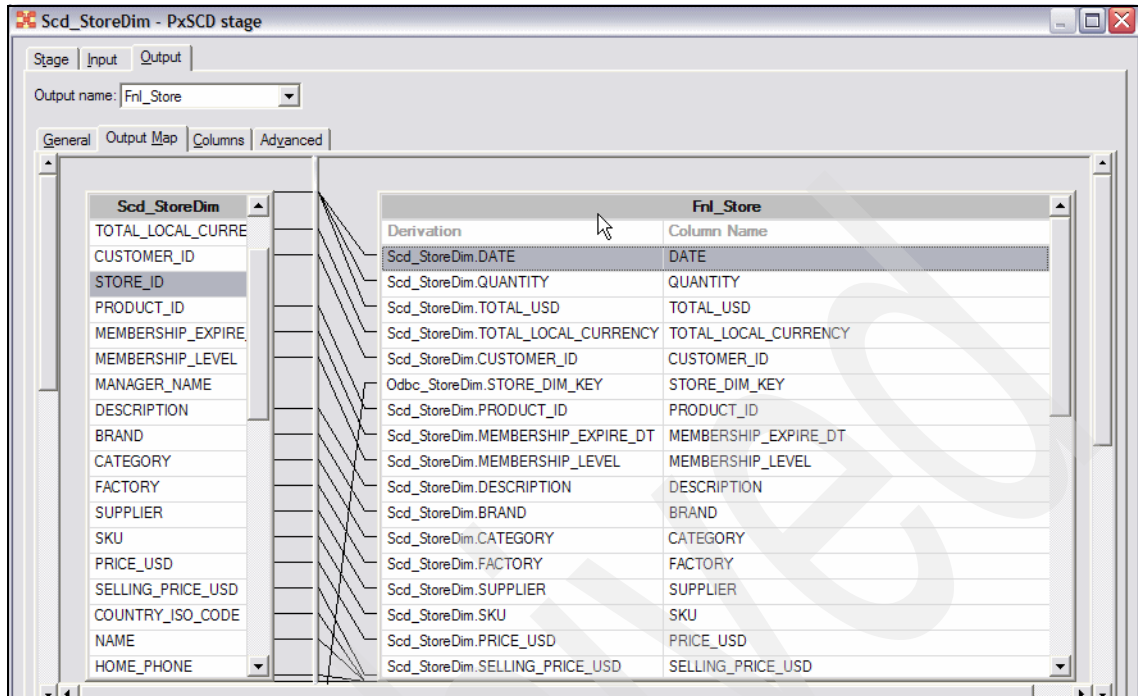 Scd_StoreDim - PxSCD stage
Stage Input Output
Output name: Fnl_Store
General Output Map Columns Advanced
Scd_StoreDim
TOTAL_LOCAL_CURRE
CUSTOMER_ID
STORE_ID
PRODUCT_ID
MEMBERSHIP_EXPIRE_
MEMBERSHIP_LEVEL
MANAGER_NAME
DESCRIPTION
BRAND
CATEGORY
FACTORY
SUPPLIER
SKU
PRICE_USD
SELLING_PRICE_USD
COUNTRY_ISO_CODE
NAME
HOME_PHONE
Fnl_Store
Derivation Column Name
Scd_StoreDim.DATE DATE
Scd_StoreDim.QUANTITY QUANTITY
Scd_StoreDim.TOTAL_USD TOTAL_USD
Scd_StoreDim.TOTAL_LOCAL_CURRENCY TOTAL_LOCAL_CURRENCY
Scd_StoreDim.CUSTOMER_ID CUSTOMER_ID
Odbc_StoreDim.STORE_DIM_KEY STORE_DIM_KEY
Scd_StoreDim.PRODUCT_ID PRODUCT_ID
Scd_StoreDim.MEMBERSHIP_EXPIRE_DT MEMBERSHIP_EXPIRE_DT
Scd_StoreDim.MEMBERSHIP_LEVEL MEMBERSHIP_LEVEL
Scd_StoreDim.DESCRIPTION DESCRIPTION
Scd_StoreDim.BRAND BRAND
Scd_StoreDim.CATEGORY CATEGORY
Scd_StoreDim.FACTORY FACTORY
Scd_StoreDim.SUPPLIER SUPPLIER
Scd_StoreDim.SKU SKU
Scd_StoreDim.PRICE_USD PRICE_USD
Scd_StoreDim.SELLING_PRICE_USD SELLING_PRICE_USD